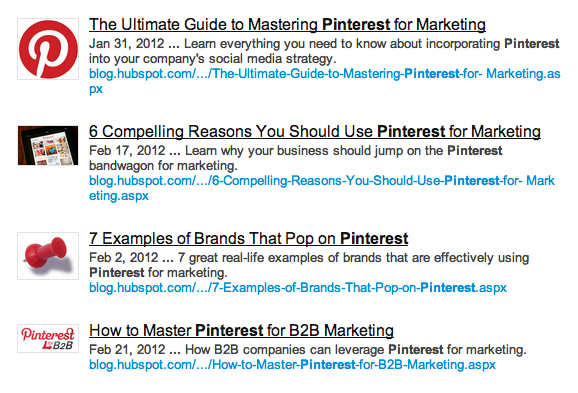 The Ultimate Guide to Mastering Pinterest for Marketing
Jan 31, 2012 ... Learn everything you need to know about incorporating Pinterest
into your company's social media strategy.
blog.hubspot.com/.../The-Ultimate-Guide-to-Mastering-Pinterest-for- Marketing.as
px
6 Compelling Reasons You Should Use Pinterest for Marketing
Feb 17, 2012 ... Learn why your business should jump on the Pinterest
bandwagon for marketing.
blog.hubspot.com/.../6-Compelling-Reasons-You-Should-Use-Pinterest-for- Mark
eting.aspx
7 Examples of Brands That Pop on Pinterest
Feb 2, 2012 ... 7 great real-life examples of brands that are effectively using
Pinterest for marketing.
blog.hubspot.com/.../7-Examples-of-Brands-That-Pop-on-Pinterest.aspx
Pinterest
for B2B
How to Master Pinterest for B2B Marketing
Feb 21, 2012 ... How B2B companies can leverage Pinterest for marketing.
blog.hubspot.com/.../How-to-Master-Pinterest-for-B2B-Marketing.aspx